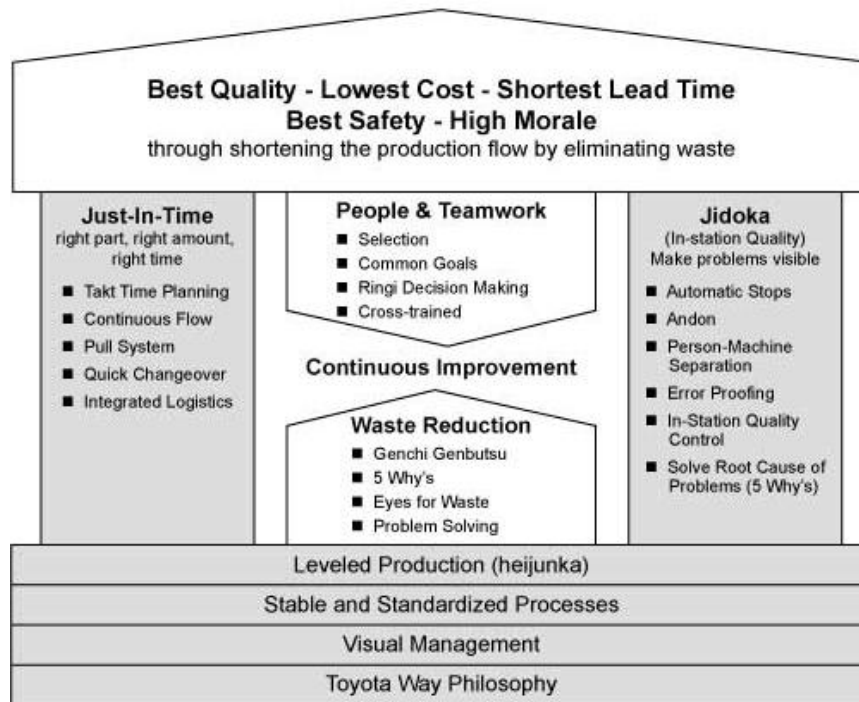 Best Quality - Lowest Cost - Shortest Lead Time
Best Safety - High Morale
through shortening the production flow by eliminating waste
Just-In-Time
right part, right amount,
right time
■ Takt Time Planning
■ Continuous Flow
■ Pull System
■ Quick Changeover
■ Integrated Logistics
People & Teamwork
■ Selection
■ Common Goals
■ Ringi Decision Making
■ Cross-trained
Continuous Improvement
Waste Reduction
■ Genchi Genbutsu
■ 5 Why's
■ Eyes for Waste
■ Problem Solving
Jidoka
(In-station Quality)
Make problems visible
■ Automatic Stops
■ Andon
■ Person-Machine
Separation
■ Error Proofing
■ In-Station Quality
Control
■ Solve Root Cause of
Problems (5 Why's)
Leveled Production (heijunka)
Stable and Standardized Processes
Visual Management
Toyota Way Philosophy